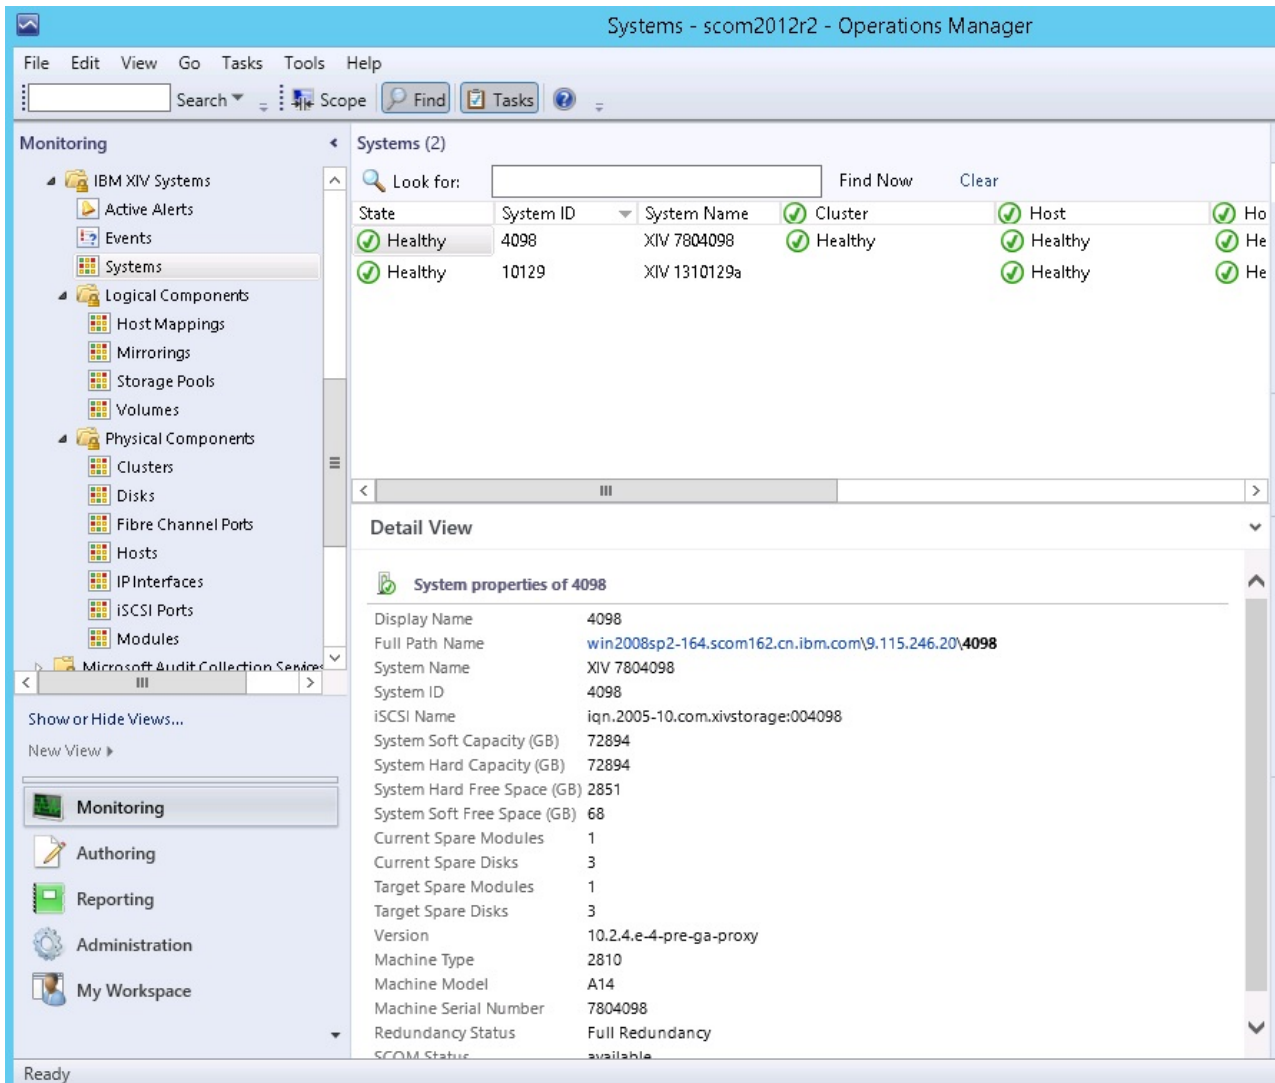 Systems - scom2012r2 - Operations Manager
File Edit View Go Tasks Tools Help
Search Scope Find Tasks
Monitoring
IBM XIV Systems
Active Alerts
Events
Systems
Logical Components
Host Mappings
Mirrorings
Storage Pools
Volumes
Physical Components
Clusters
Disks
Fibre Channel Ports
Hosts
IP Interfaces
iSCSI Ports
Modules
Microsoft Audit Collection Services
Show or Hide Views...
New View
Monitoring
Authoring
Reporting
Administration
My Workspace
Systems (2)
Look for: Find Now Clear
State System ID System Name Cluster Host Ho
Healthy 4098 XIV 7804098 Healthy Healthy He
Healthy 10129 XIV 1310129a Healthy He
Detail View
System properties of 4098
Display Name 4098
Full Path Name win2008sp2-164.scom162.cn.ibm.com\9.115.246.20\4098
System Name XIV 7804098
System ID 4098
iSCSI Name iqn.2005-10.com.xivstorage:004098
System Soft Capacity (GB) 72894
System Hard Capacity (GB) 72894
System Hard Free Space (GB) 2851
System Soft Free Space (GB) 68
Current Spare Modules 1
Current Spare Disks 3
Target Spare Modules 1
Target Spare Disks 3
Version 10.2.4.e-4-pre-ga-proxy
Machine Type 2810
Machine Model A14
Machine Serial Number 7804098
Redundancy Status Full Redundancy
SCOM Status available
Ready